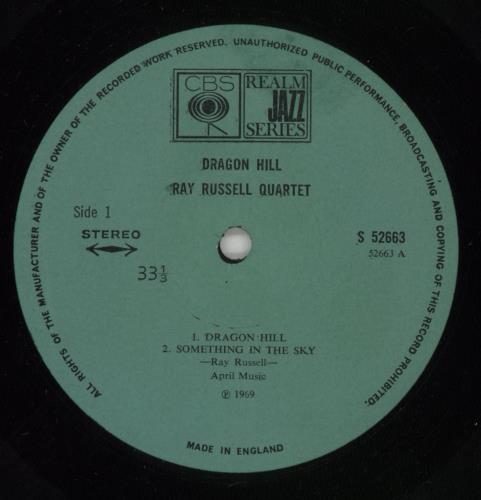 ALL RIGHTS OF THE MANUFACTURER AND OF THE OWNER OF THE RECORDED WORK RESERVED. UNAUTHORIZED PUBLIC PERFORMANCE, BROADCASTING AND COPYING OF THIS RECORD PROHIBITED.
CBS
REALM
JAZZ
SERIES
DRAGON HILL
RAY RUSSELL QUARTET
Side 1
STEREO
S 52663
52663 A
33⅓
1. DRAGON HILL
2. SOMETHING IN THE SKY
—Ray Russell—
April Music
℗ 1969
MADE IN ENGLAND